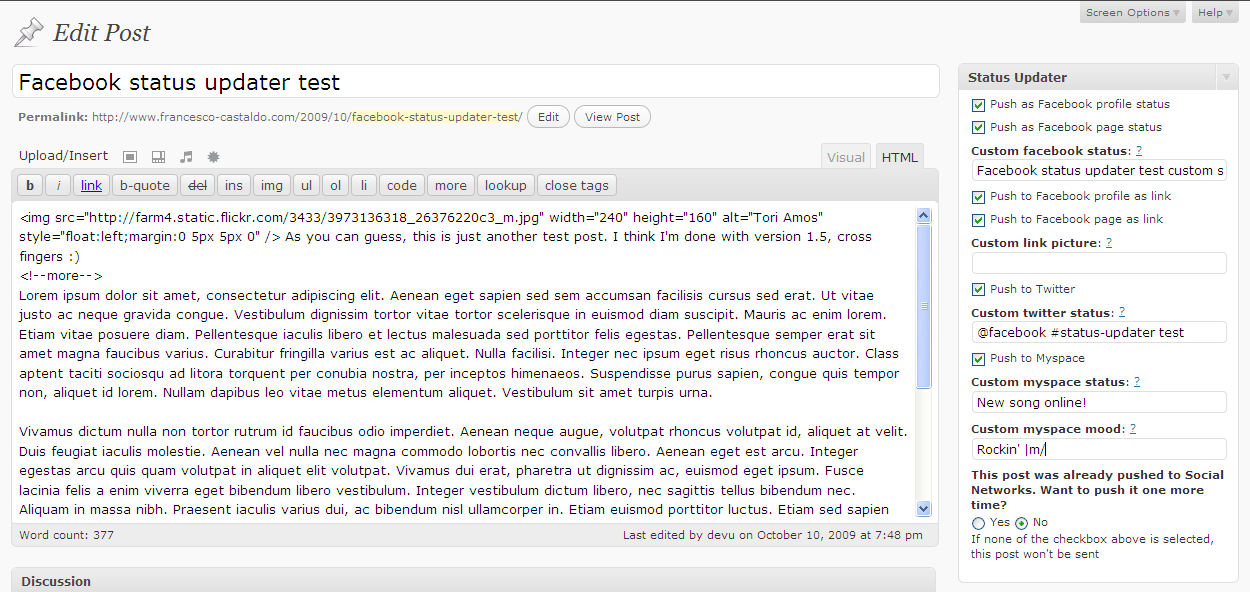 Screen Options
Help
Edit Post
Facebook status updater test
Permalink: http://www.francesco-castaldo.com/2009/10/facebook-status-updater-test/
Edit
View Post
Upload/Insert
Visual
HTML
b
i
link
b-quote
del
ins
img
ul
ol
li
code
more
lookup
close tags
<img src="http://farm4.static.flickr.com/3433/3973136318_26376220c3_m.jpg" width="240" height="160" alt="Tori Amos"
style="float:left;margin:0 5px 5px 0" /> As you can guess, this is just another test post. I think I'm done with version 1.5, cross
fingers :)
<!--more-->
Lorem ipsum dolor sit amet, consectetur adipiscing elit. Aenean eget sapien sed sem accumsan facilisis cursus sed erat. Ut vitae
justo ac neque gravida congue. Vestibulum dignissim tortor vitae tortor scelerisque in euismod diam suscipit. Mauris ac enim lorem.
Etiam vitae posuere diam. Pellentesque iaculis libero et lectus malesuada sed porttitor felis egestas. Pellentesque semper erat sit
amet magna faucibus varius. Curabitur fringilla varius est ac aliquet. Nulla facilisi. Integer nec ipsum eget risus rhoncus auctor. Class
aptent taciti sociosqu ad litora torquent per conubia nostra, per inceptos himenaeos. Suspendisse purus sapien, congue quis tempor
non, aliquet id lorem. Nullam dapibus leo vitae metus elementum aliquet. Vestibulum sit amet turpis urna.
Vivamus dictum nulla non tortor rutrum id faucibus odio imperdiet. Aenean neque augue, volutpat rhoncus volutpat id, aliquet at velit.
Duis feugiat iaculis molestie. Aenean vel nulla nec magna commodo lobortis nec convallis libero. Aenean eget est arcu. Integer
egestas arcu quis quam volutpat in aliquet elit volutpat. Vivamus dui erat, pharetra ut dignissim ac, euismod eget ipsum. Fusce
lacinia felis a enim viverra eget bibendum libero vestibulum. Integer vestibulum dictum libero, nec sagittis tellus bibendum nec.
Aliquam in massa nibh. Praesent iaculis varius dui, ac bibendum nisl ullamcorper in. Etiam euismod porttitor luctus. Etiam sed sapien
Word count: 377
Last edited by devu on October 10, 2009 at 7:48 pm
Discussion
Status Updater
Push as Facebook profile status
Push as Facebook page status
Custom facebook status: ?
Facebook status updater test custom s
Push to Facebook profile as link
Push to Facebook page as link
Custom link picture: ?
Push to Twitter
Custom twitter status: ?
@facebook #status-updater test
Push to Myspace
Custom myspace status: ?
New song online!
Custom myspace mood: ?
Rockin' |m/
This post was already pushed to Social
Networks. Want to push it one more
time?
Yes No
If none of the checkbox above is selected,
this post won't be sent